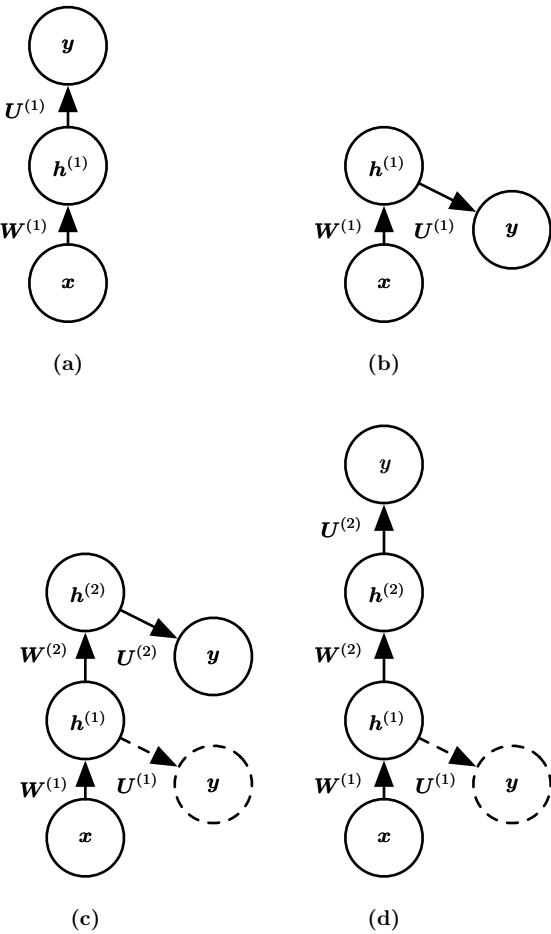 y
U(1)
h(1)
W(1)
x
(a)
h(1)
W(1)
U(1)
y
x
(b)
h(2)
W(2)
U(2)
y
h(1)
W(1)
U(1)
y
x
(c)
y
U(2)
h(2)
W(2)
h(1)
W(1)
U(1)
y
x
(d)